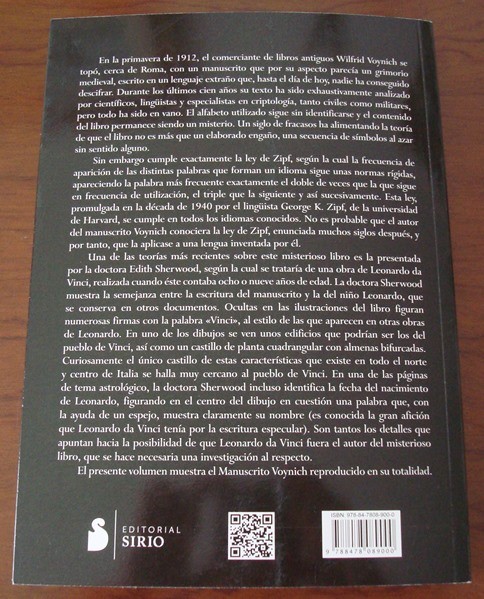 En la primavera de 1912, el comerciante de libros antiguos Wilfrid Voynich se
topó, cerca de Roma, con un manuscrito que por su aspecto parecía un grimorio
medieval, escrito en un lenguaje extraño que, hasta el día de hoy, nadie ha conseguido
descifrar. Durante los últimos cien años su texto ha sido exhaustivamente analizado
por científicos, lingüistas y especialistas en criptología, tanto civiles como militares,
pero todo ha sido en vano. El alfabeto utilizado sigue sin identificarse y el contenido
del libro permanece siendo un misterio. Un siglo de fracasos ha alimentando la teoría
de que el libro no es más que un elaborado engaño, una secuencia de símbolos al azar
sin sentido alguno.
Sin embargo cumple exactamente la ley de Zipf, según la cual la frecuencia de
aparición de las distintas palabras que forman un idioma sigue unas normas rígidas,
apareciendo la palabra más frecuente exactamente el doble de veces que la que sigue
en frecuencia de utilización, el triple que la siguiente y así sucesivamente. Esta ley,
promulgada en la década de 1940 por el lingüista George K. Zipf, de la universidad
de Harvard, se cumple en todos los idiomas conocidos. No es probable que el autor
del manuscrito Voynich conociera la ley de Zipf, enunciada muchos siglos después, y
por tanto, que la aplicase a una lengua inventada por él.
Una de las teorías más recientes sobre este misterioso libro es la presentada
por la doctora Edith Sherwood, según la cual se trataría de una obra de Leonardo da
Vinci, realizada cuando éste contaba ocho o nueve años de edad. La doctora Sherwood
muestra la semejanza entre la escritura del manuscrito y la del niño Leonardo, que
se conserva en otros documentos. Ocultas en las ilustraciones del libro figuran
numerosas firmas con la palabra «Vinci», al estilo de las que aparecen en otras obras
de Leonardo. En uno de los dibujos se ven unos edificios que podrían ser los del
pueblo de Vinci, así como un castillo de planta cuadrangular con almenas bifurcadas.
Curiosamente el único castillo de estas características que existe en todo el norte
y centro de Italia se halla muy cercano al pueblo de Vinci. En una de las páginas
de tema astrológico, la doctora Sherwood incluso identifica la fecha del nacimiento
de Leonardo, figurando en el centro del dibujo en cuestión una palabra que, con
la ayuda de un espejo, muestra claramente su nombre (es conocida la gran afición
que Leonardo da Vinci tenía por la escritura especular). Son tantos los detalles que
apuntan hacia la posibilidad de que Leonardo da Vinci fuera el autor del misterioso
libro, que se hace necesaria una investigación al respecto.
El presente volumen muestra el Manuscrito Voynich reproducido en su totalidad.
EDITORIAL
SIRIO
ISBN: 978-84-7808-900-0
9 788478 089000